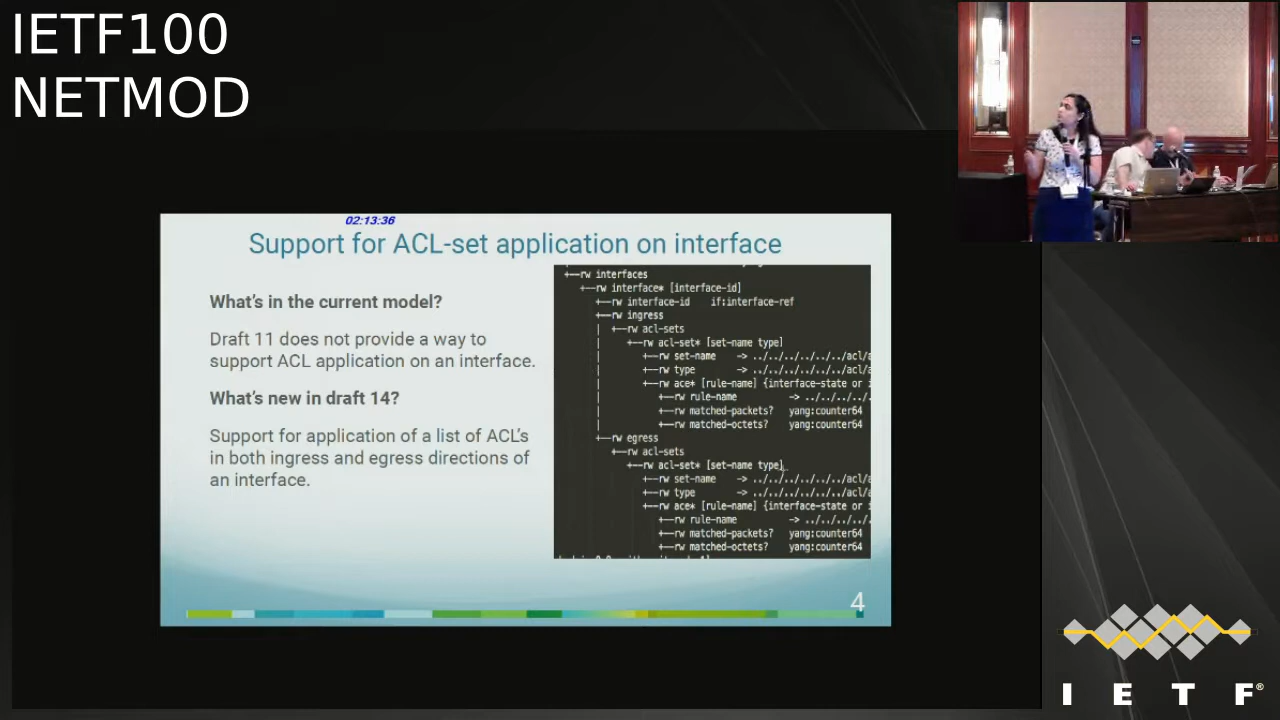 IETF100
NETMOD
02:13:36
Support for ACL-set application on interface
What's in the current model?
Draft 11 does not provide a way to
support ACL application on an interface.
What's new in draft 14?
Support for application of a list of ACL's
in both ingress and egress directions of
an interface.
+--rw interfaces
+--rw interface* [interface-id]
+--rw interface-id if:interface-ref
+--rw ingress
| +--rw acl-sets
| +--rw acl-set* [set-name type]
| +--rw set-name -> ../../../../../../acl/a
| +--rw type -> ../../../../../../acl/a
| +--rw ace* [rule-name] {interface-state or i
| +--rw rule-name -> ../../../.
| +--rw matched-packets? yang:counter64
| +--rw matched-octets? yang:counter64
+--rw egress
+--rw acl-sets
+--rw acl-set* [set-name type]
+--rw set-name -> ../../../../../../acl/a
+--rw type -> ../../../../../../acl/a
+--rw ace* [rule-name] {interface-state or i
+--rw rule-name -> ../../../.
+--rw matched-packets? yang:counter64
+--rw matched-octets? yang:counter64
4
I E T F®